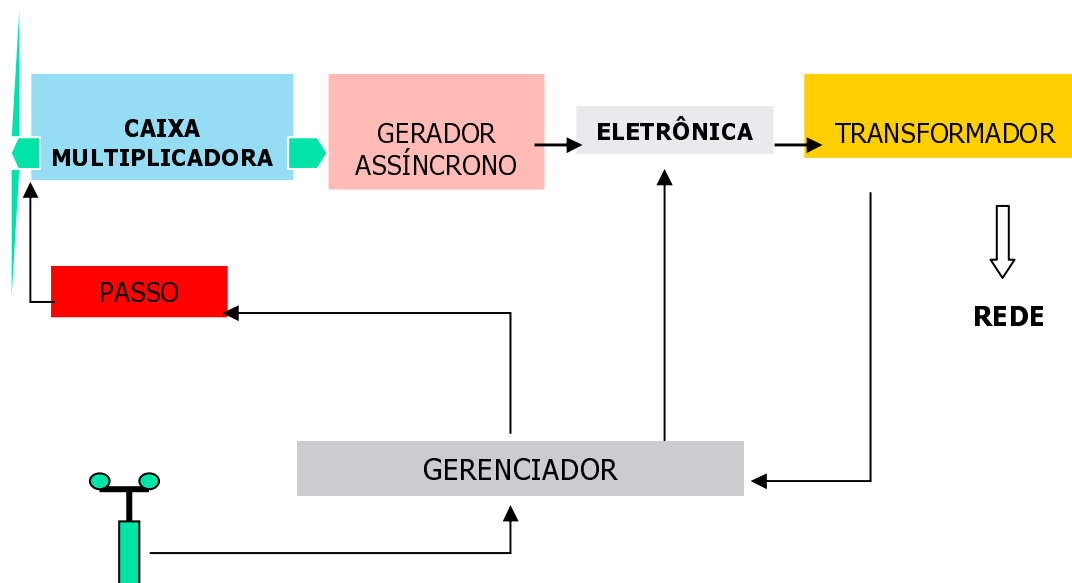 CAIXA
MULTIPLICADORA
GERADOR
ASSÍNCRONO
ELETRÔNICA
TRANSFORMADOR
PASSO
REDE
GERENCIADOR